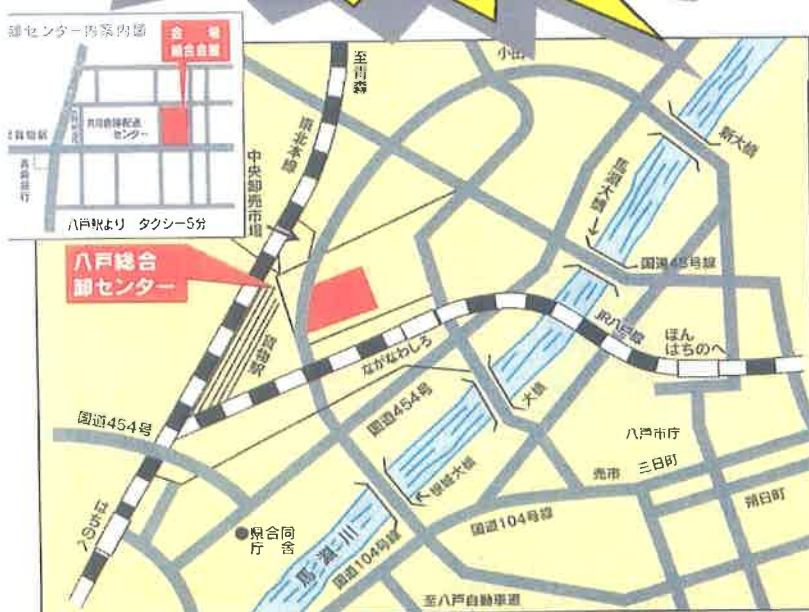 卸センター内案内図
会場
組合会館
共同倉庫配送
センター
八戸駅より タクシー5分
小田
至青森
東北本線
中央卸売市場
新大橋
馬淵大橋
国道45号線
八戸総合
卸センター
貨物駅
JR八戸線
ほん
はちのへ
ながなわしろ
大橋
国道454号
国道454号
八戸市庁
三日町
売市
朔日町
根城大橋
国道104号線
はちのへ
県合同
庁舎
馬淵川
国道104号線
至八戸自動車道